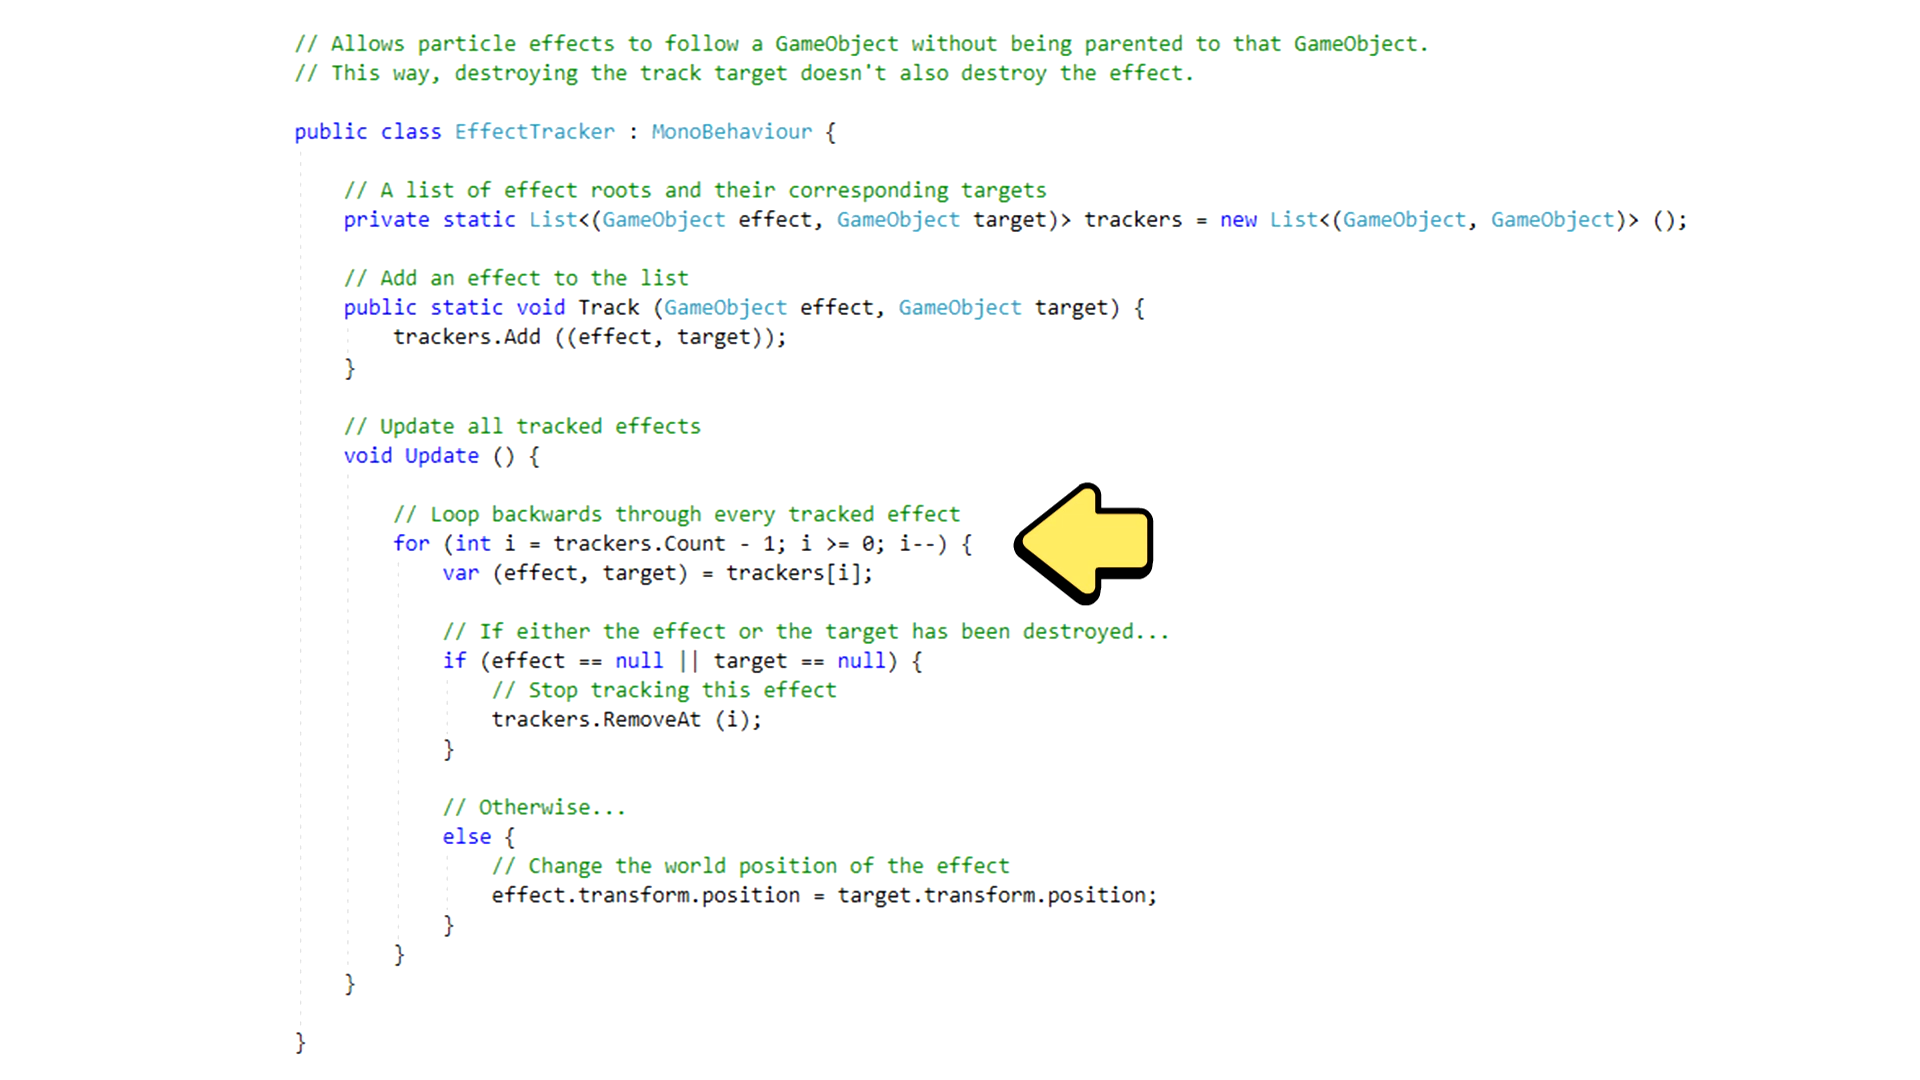 // Allows particle effects to follow a GameObject without being parented to that GameObject.
// This way, destroying the track target doesn't also destroy the effect.
public class EffectTracker : MonoBehaviour {
// A list of effect roots and their corresponding targets
private static List<(GameObject effect, GameObject target)> trackers = new List<(GameObject, GameObject)> ();
// Add an effect to the list
public static void Track (GameObject effect, GameObject target) {
trackers.Add ((effect, target));
}
// Update all tracked effects
void Update () {
// Loop backwards through every tracked effect
for (int i = trackers.Count - 1; i >= 0; i--) {
var (effect, target) = trackers[i];
// If either the effect or the target has been destroyed...
if (effect == null || target == null) {
// Stop tracking this effect
trackers.RemoveAt (i);
}
// Otherwise...
else {
// Change the world position of the effect
effect.transform.position = target.transform.position;
}
}
}
}